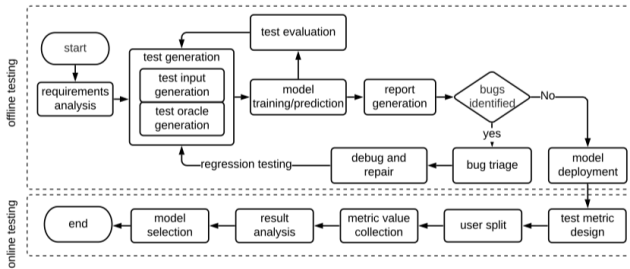 offline testing
start
requirements
analysis
test generation
test input
generation
test oracle
generation
test evaluation
model
training/prediction
report
generation
bugs
identified
No
yes
regression testing
debug and
repair
bug triage
model
deployment
online testing
end
model
selection
result
analysis
metric value
collection
user split
test metric
design